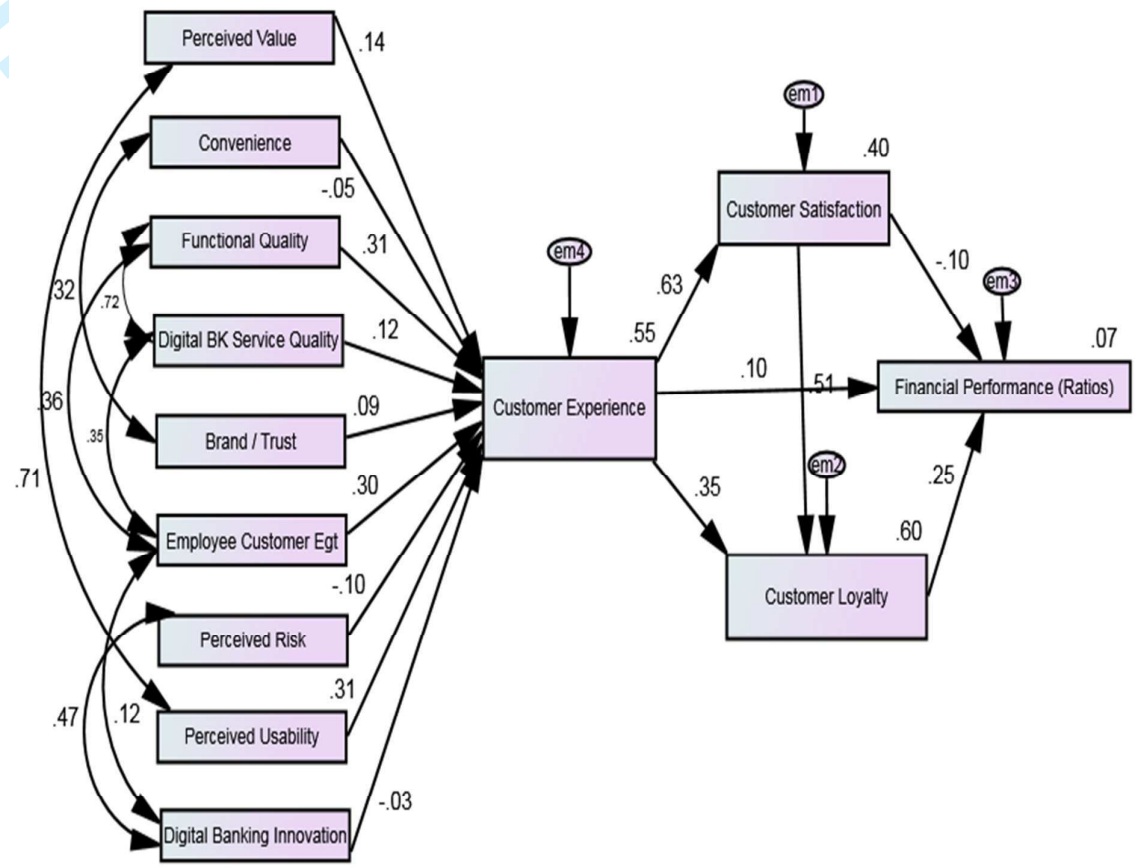 Perceived Value
.14
Convenience
-.05
Functional Quality
.31
.32
.72
Digital BK Service Quality
.12
.36
.35
Brand / Trust
.09
.71
.30
Employee Customer Egt
-.10
Perceived Risk
.31
.47
.12
Perceived Usability
-.03
Digital Banking Innovation
em4
.55
Customer Experience
em1
.40
Customer Satisfaction
.63
-.10
em3
.07
.10
.51
Financial Performance (Ratios)
em2
.35
.25
.60
Customer Loyalty